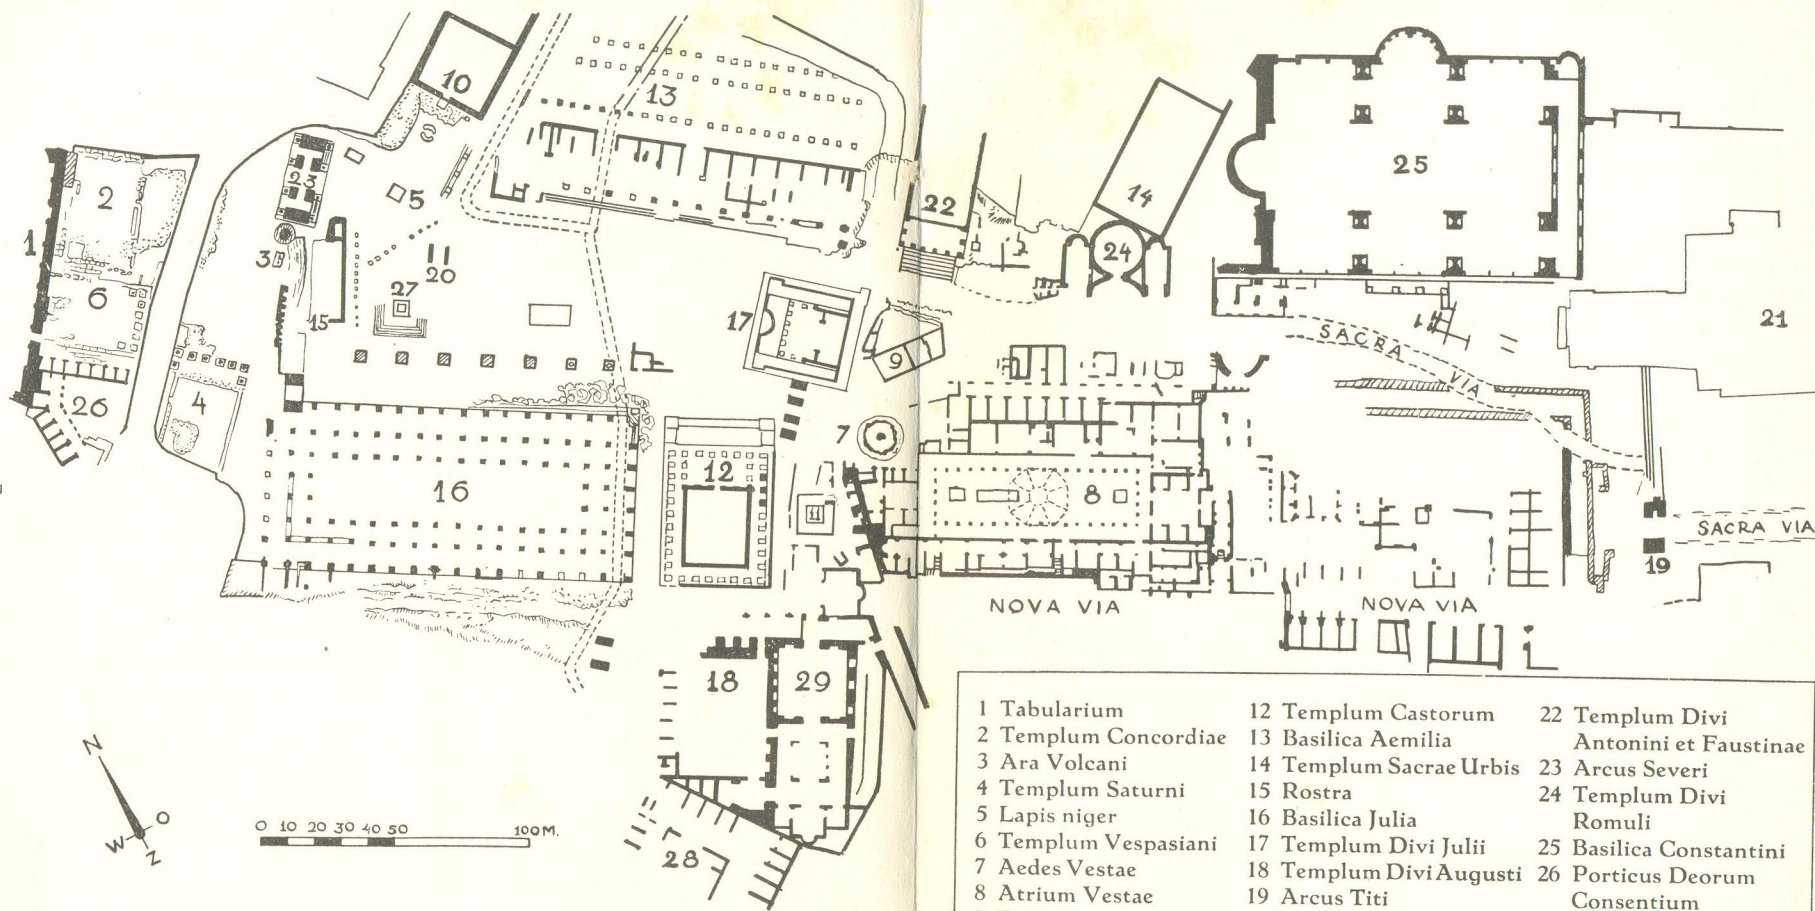 10
13
2
23
5
22
14
25
1
24
3
20
6
27
15
17
21
9
SACRA VIA
4
26
7
12
16
8
11
SACRA VIA
19
NOVA VIA
NOVA VIA
18
29
28
N
O
W
Z
0 10 20 30 40 50 100 M.
1 Tabularium
2 Templum Concordiae
3 Ara Volcani
4 Templum Saturni
5 Lapis niger
6 Templum Vespasiani
7 Aedes Vestae
8 Atrium Vestae
12 Templum Castorum
13 Basilica Aemilia
14 Templum Sacrae Urbis
15 Rostra
16 Basilica Julia
17 Templum Divi Julii
18 Templum Divi Augusti
19 Arcus Titi
22 Templum Divi
Antonini et Faustinae
23 Arcus Severi
24 Templum Divi
Romuli
25 Basilica Constantini
26 Porticus Deorum
Consentium